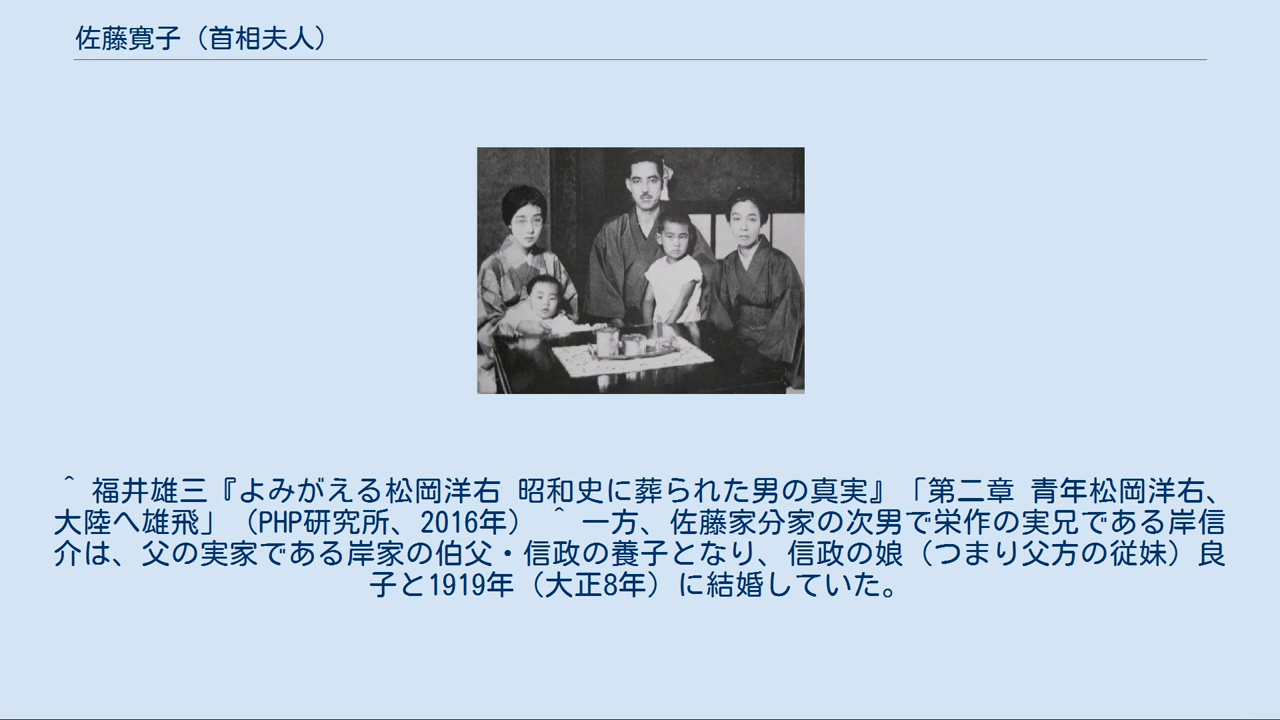 佐藤寛子（首相夫人）
^ 福井雄三『よみがえる松岡洋右 昭和史に葬られた男の真実』「第二章 青年松岡洋右、
大陸へ雄飛」（PHP研究所、2016年） ^ 一方、佐藤家分家の次男で栄作の実兄である岸信
介は、父の実家である岸家の伯父・信政の養子となり、信政の娘（つまり父方の従妹）良
子と1919年（大正8年）に結婚していた。